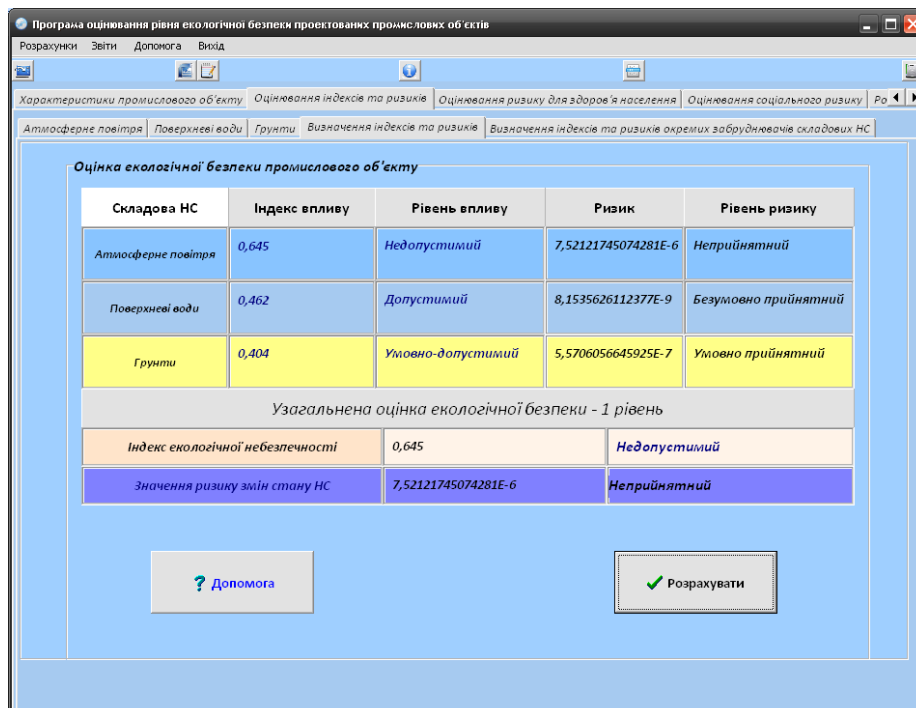 Програма оцінювання рівня екологічної безпеки проектованих промислових об'єктів
Розрахунки Звіти Допомога Вихід
Характеристики промислового об'єкту Оцінювання індексів та ризиків Оцінювання ризику для здоров'я населення Оцінювання соціального ризику Ро
Атмосферне повітря Поверхневі води Грунти Визначення індексів та ризиків Визначення індексів та ризиків окремих забруднювачів складових НС
Оцінка екологічної безпеки промислового об'єкту
Складова НС Індекс впливу Рівень впливу Ризик Рівень ризику
Атмосферне повітря 0,645 Недопустимий 7,52121745074281E-6 Неприйнятний
Поверхневі води 0,462 Допустимий 8,1535626112377E-9 Безумовно прийнятний
Грунти 0,404 Умовно-допустимий 5,5706056645925E-7 Умовно прийнятний
Узагальнена оцінка екологічної безпеки - 1 рівень
Індекс екологічної небезпечності 0,645 Недопустимий
Значення ризику змін стану НС 7,52121745074281E-6 Неприйнятний
? Допомога Розрахувати